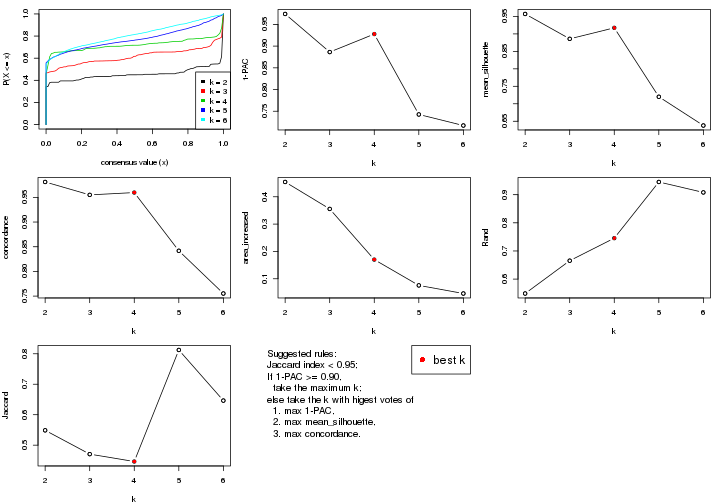 P(X <= x)
1.0
0.8
0.6
0.4
0.2
0.0
0.0 0.2 0.4 0.6 0.8 1.0
consensus value (x)
k = 2
k = 3
k = 4
k = 5
k = 6
1-PAC
0.95
0.90
0.85
0.80
0.75
2 3 4 5 6
k
mean_silhouette
0.95
0.85
0.75
0.65
2 3 4 5 6
k
concordance
0.95
0.90
0.85
0.80
0.75
2 3 4 5 6
k
area_increased
0.4
0.3
0.2
0.1
2 3 4 5 6
k
Rand
0.9
0.8
0.7
0.6
2 3 4 5 6
k
Jaccard
0.8
0.7
0.6
0.5
2 3 4 5 6
k
Suggested rules:
Jaccard index < 0.95;
If 1-PAC >= 0.90,
take the maximum k;
else take the k with higest votes of
1. max 1-PAC,
2. max mean_silhouette,
3. max concordance.
best k